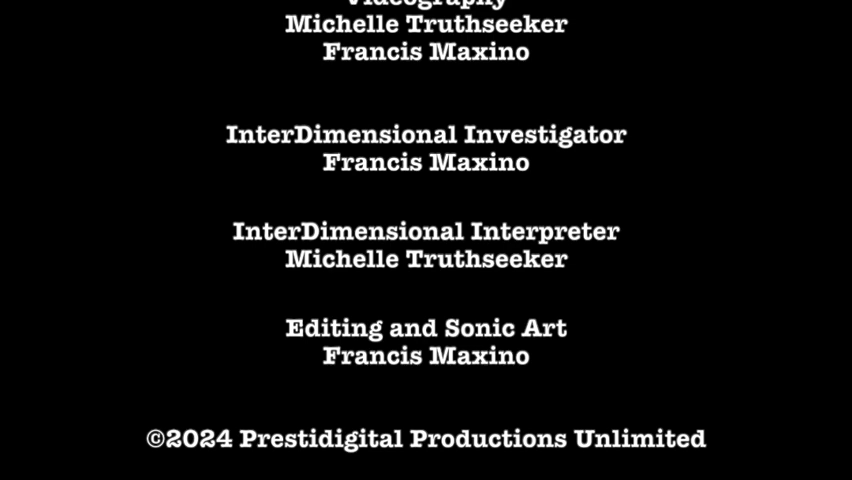 Videography
Michelle Truthseeker
Francis Maxino
InterDimensional Investigator
Francis Maxino
InterDimensional Interpreter
Michelle Truthseeker
Editing and Sonic Art
Francis Maxino
©2024 Prestidigital Productions Unlimited